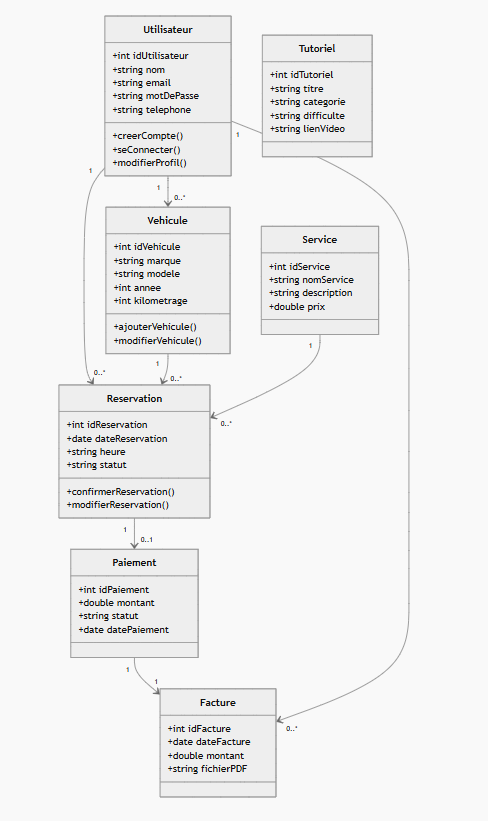 Utilisateur
+int idUtilisateur
+string nom
+string email
+string motDePasse
+string telephone
+creerCompte()
+seConnecter()
+modifierProfil()
Tutoriel
+int idTutoriel
+string titre
+string categorie
+string difficulte
+string lienVideo
1
1
1
0..*
Vehicule
+int idVehicule
+string marque
+string modele
+int annee
+int kilometrage
+ajouterVehicule()
+modifierVehicule()
Service
+int idService
+string nomService
+string description
+double prix
1
1
0..*
0..*
0..*
Reservation
+int idReservation
+date dateReservation
+string heure
+string statut
+confirmerReservation()
+modifierReservation()
1
0..1
Paiement
+int idPaiement
+double montant
+string statut
+date datePaiement
1
1
Facture
+int idFacture
+date dateFacture
+double montant
+string fichierPDF
0..*